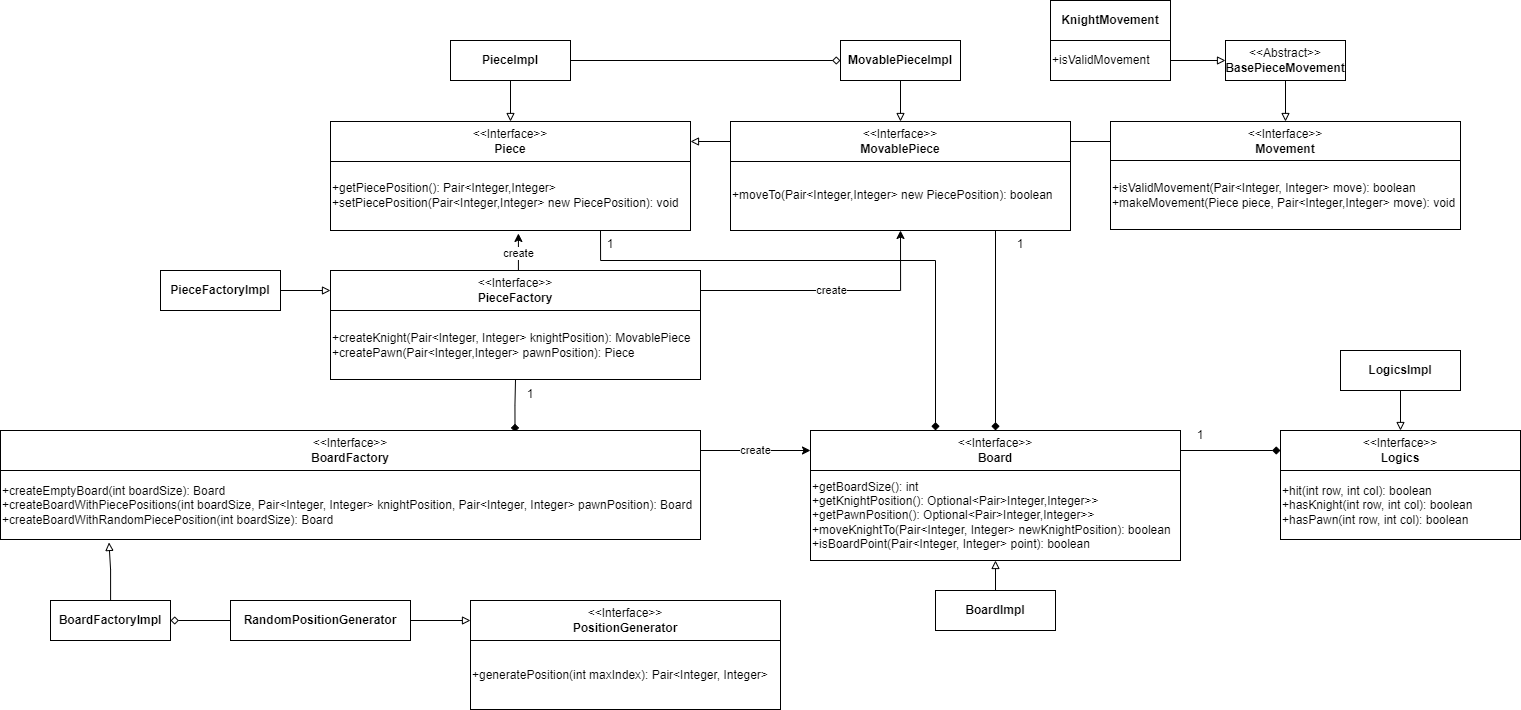 KnightMovement
+isValidMovement
PieceImpl
MovablePieceImpl
<<Abstract>>
BasePieceMovement
<<Interface>>
Piece
+getPiecePosition(): Pair<Integer,Integer>
+setPiecePosition(Pair<Integer,Integer> new PiecePosition): void
<<Interface>>
MovablePiece
+moveTo(Pair<Integer,Integer> new PiecePosition): boolean
<<Interface>>
Movement
+isValidMovement(Pair<Integer, Integer> move): boolean
+makeMovement(Piece piece, Pair<Integer,Integer> move): void
1
1
create
PieceFactoryImpl
<<Interface>>
PieceFactory
+createKnight(Pair<Integer, Integer> knightPosition): MovablePiece
+createPawn(Pair<Integer,Integer> pawnPosition): Piece
create
1
LogicsImpl
<<Interface>>
BoardFactory
+createEmptyBoard(int boardSize): Board
+createBoardWithPiecePositions(int boardSize, Pair<Integer, Integer> knightPosition, Pair<Integer, Integer> pawnPosition): Board
+createBoardWithRandomPiecePosition(int boardSize): Board
create
<<Interface>>
Board
+getBoardSize(): int
+getKnightPosition(): Optional<Pair>Integer,Integer>>
+getPawnPosition(): Optional<Pair>Integer,Integer>>
+moveKnightTo(Pair<Integer, Integer> newKnightPosition): boolean
+isBoardPoint(Pair<Integer, Integer> point): boolean
1
<<Interface>>
Logics
+hit(int row, int col): boolean
+hasKnight(int row, int col): boolean
+hasPawn(int row, int col): boolean
BoardFactoryImpl
RandomPositionGenerator
<<Interface>>
PositionGenerator
+generatePosition(int maxIndex): Pair<Integer, Integer>
BoardImpl